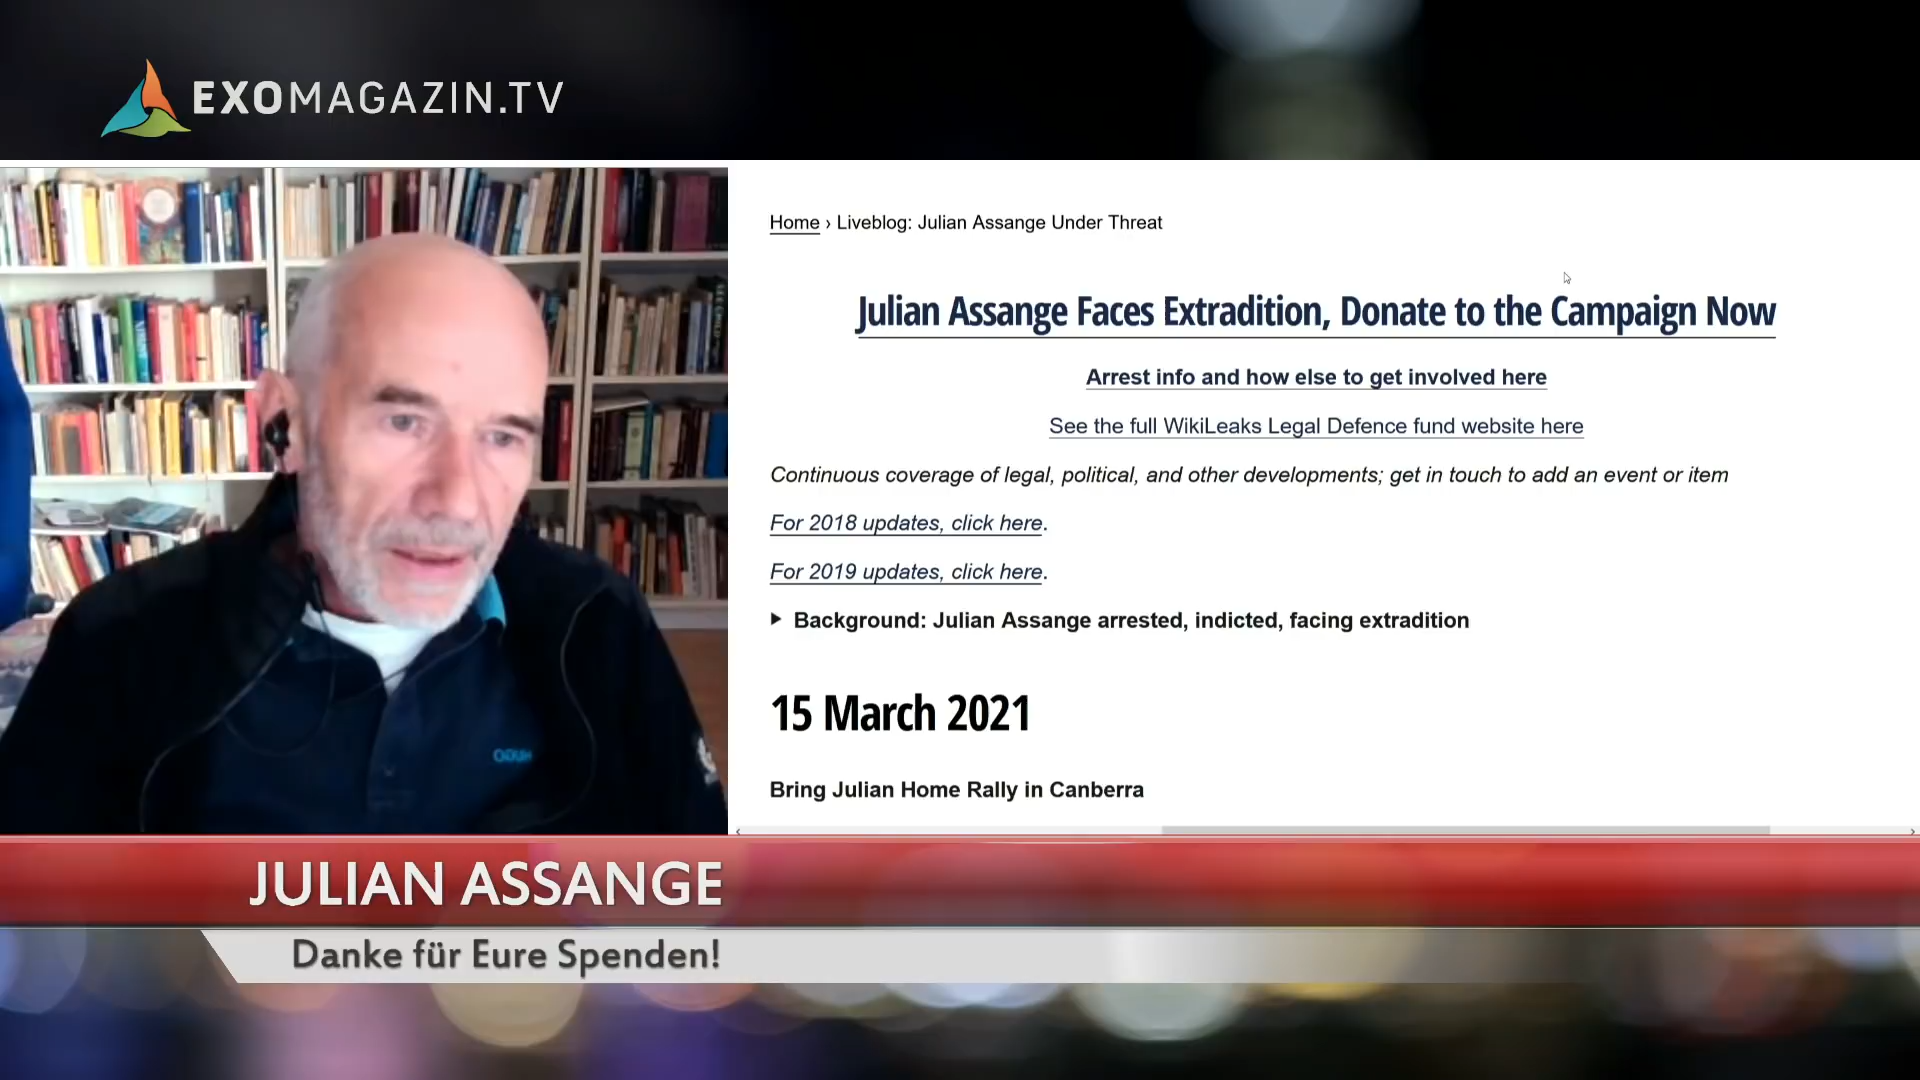 EXOMAGAZIN.TV
Home › Liveblog: Julian Assange Under Threat
Julian Assange Faces Extradition, Donate to the Campaign Now
Arrest info and how else to get involved here
See the full WikiLeaks Legal Defence fund website here
Continuous coverage of legal, political, and other developments; get in touch to add an event or item
For 2018 updates, click here.
For 2019 updates, click here.
Background: Julian Assange arrested, indicted, facing extradition
15 March 2021
Bring Julian Home Rally in Canberra
JULIAN ASSANGE
Danke für Eure Spenden!